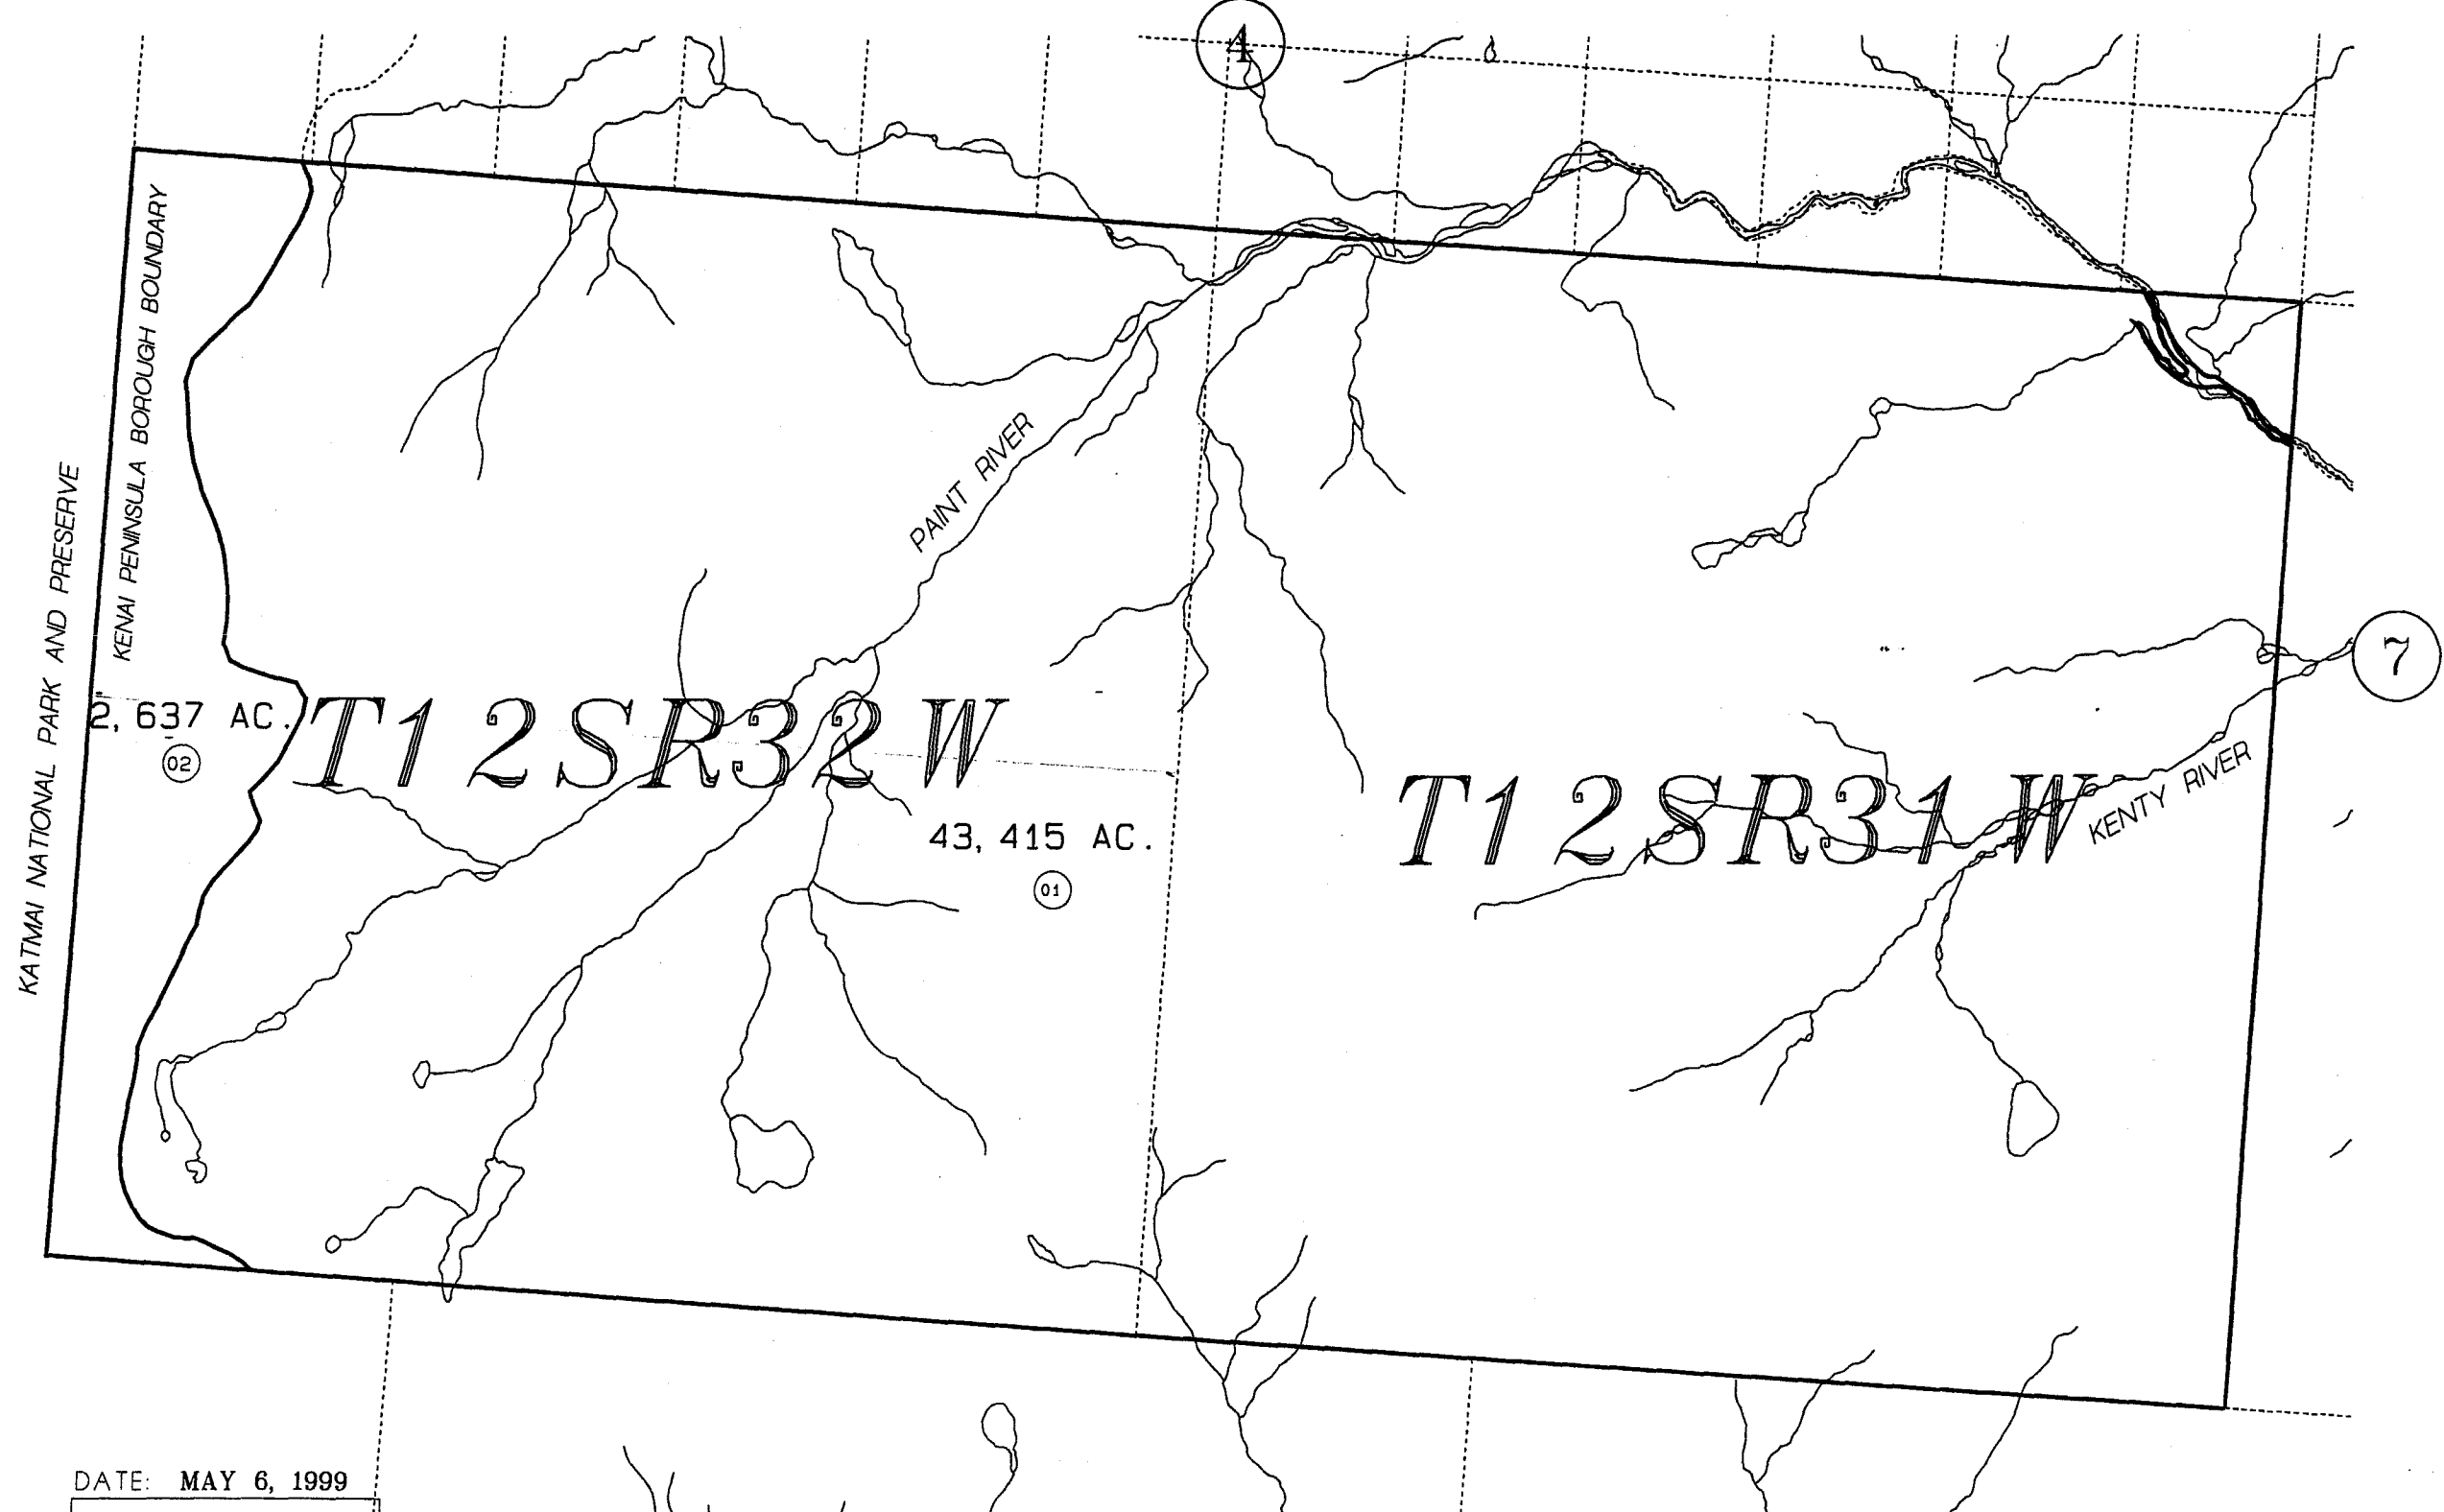 4
KENAI PENINSULA BOROUGH BOUNDARY
KATMAI NATIONAL PARK AND PRESERVE
PAINT RIVER
7
2,637 AC.
02
T12SR32W
43,415 AC.
01
T12SR31W
KENTY RIVER
DATE: MAY 6, 1999